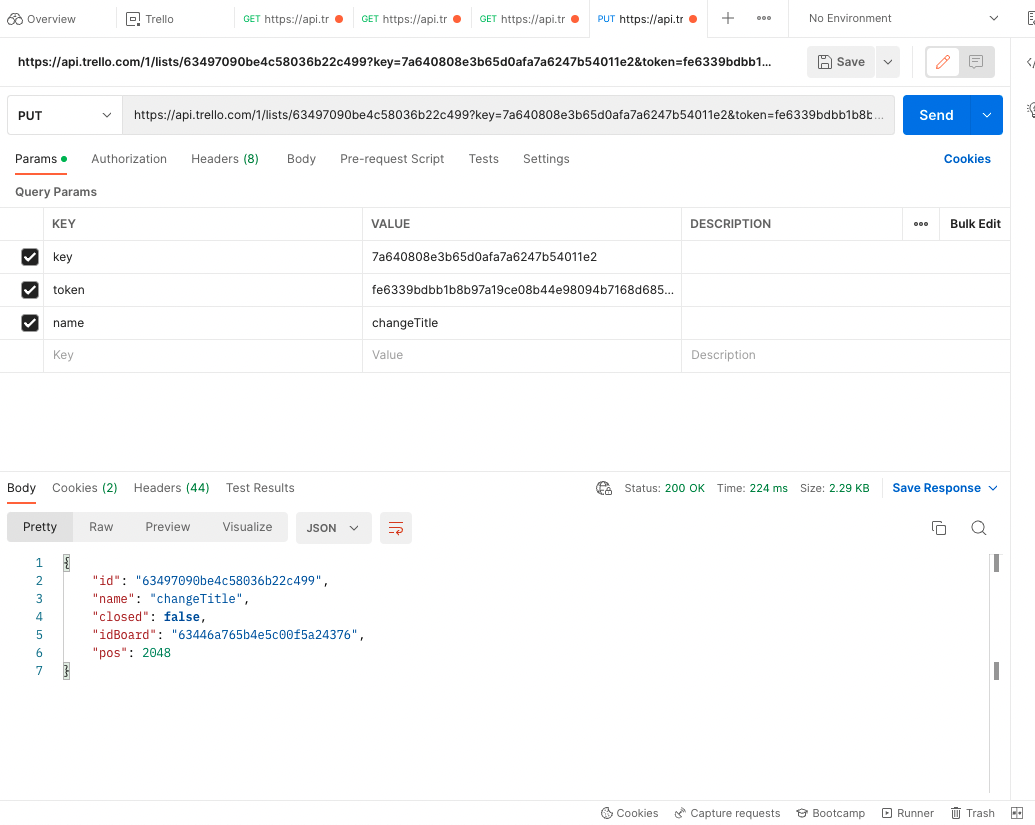 Overview Trello GET https://api.tr GET https://api.tr GET https://api.tr PUT https://api.tr No Environment
https://api.trello.com/1/lists/63497090be4c58036b22c499?key=7a640808e3b65d0afa7a6247b54011e2&token=fe6339bdbb1... Save
PUT https://api.trello.com/1/lists/63497090be4c58036b22c499?key=7a640808e3b65d0afa7a6247b54011e2&token=fe6339bdbb1b8b... Send
Params Authorization Headers (8) Body Pre-request Script Tests Settings Cookies
Query Params
KEY VALUE DESCRIPTION Bulk Edit
key 7a640808e3b65d0afa7a6247b54011e2
token fe6339bdbb1b8b97a19ce08b44e98094b7168d685...
name changeTitle
Key Value Description
Body Cookies (2) Headers (44) Test Results Status: 200 OK Time: 224 ms Size: 2.29 KB Save Response
Pretty Raw Preview Visualize JSON
1 {
2 "id": "63497090be4c58036b22c499",
3 "name": "changeTitle",
4 "closed": false,
5 "idBoard": "63446a765b4e5c00f5a24376",
6 "pos": 2048
7 }
Cookies Capture requests Bootcamp Runner Trash